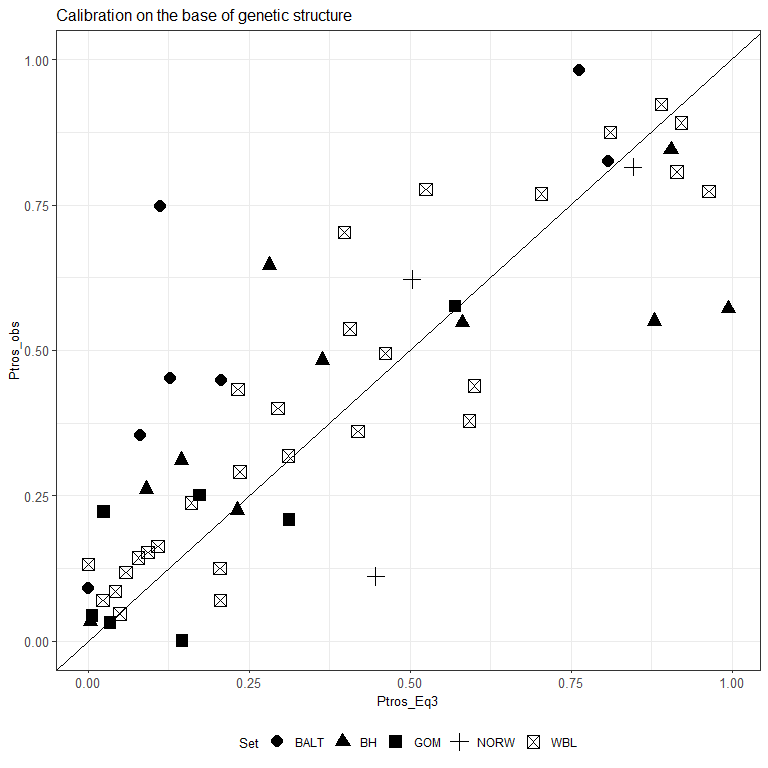 Calibration on the base of genetic structure
1.00
0.75
0.50
0.25
0.00
Ptros_obs
0.00 0.25 0.50 0.75 1.00
Ptros_Eq3
Set BALT BH GOM NORW WBL